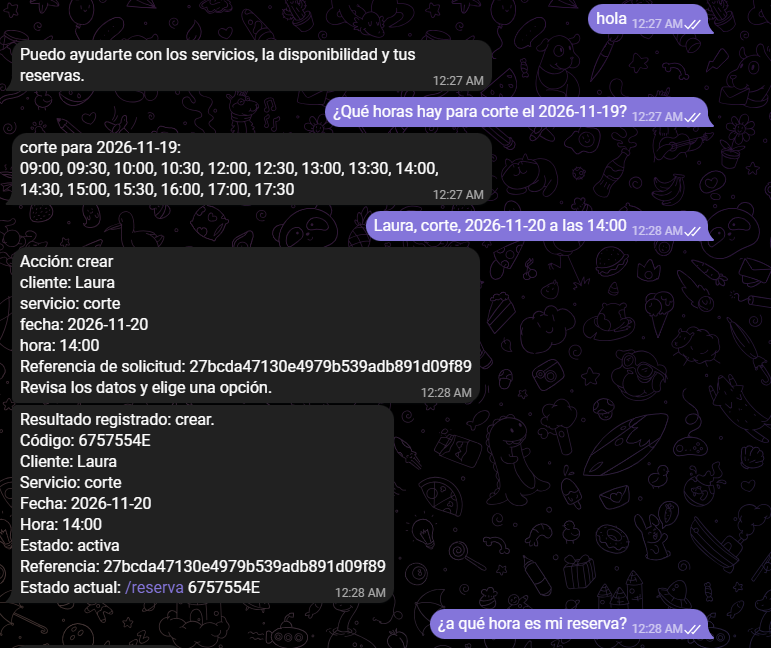 hola 12:27 AM
Puedo ayudarte con los servicios, la disponibilidad y tus
reservas.
12:27 AM
¿Qué horas hay para corte el 2026-11-19? 12:27 AM
corte para 2026-11-19:
09:00, 09:30, 10:00, 10:30, 12:00, 12:30, 13:00, 13:30, 14:00,
14:30, 15:00, 15:30, 16:00, 17:00, 17:30
12:27 AM
Laura, corte, 2026-11-20 a las 14:00 12:28 AM
Acción: crear
cliente: Laura
servicio: corte
fecha: 2026-11-20
hora: 14:00
Referencia de solicitud: 27bcda47130e4979b539adb891d09f89
Revisa los datos y elige una opción.
12:28 AM
Resultado registrado: crear.
Código: 6757554E
Cliente: Laura
Servicio: corte
Fecha: 2026-11-20
Hora: 14:00
Estado: activa
Referencia: 27bcda47130e4979b539adb891d09f89
Estado actual: /reserva 6757554E
12:28 AM
¿a qué hora es mi reserva? 12:28 AM